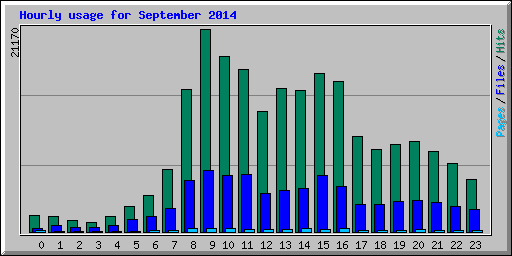 Hourly usage for September 2014
21170
Pages/Files/Hits
0 1 2 3 4 5 6 7 8 9 10 11 12 13 14 15 16 17 18 19 20 21 22 23